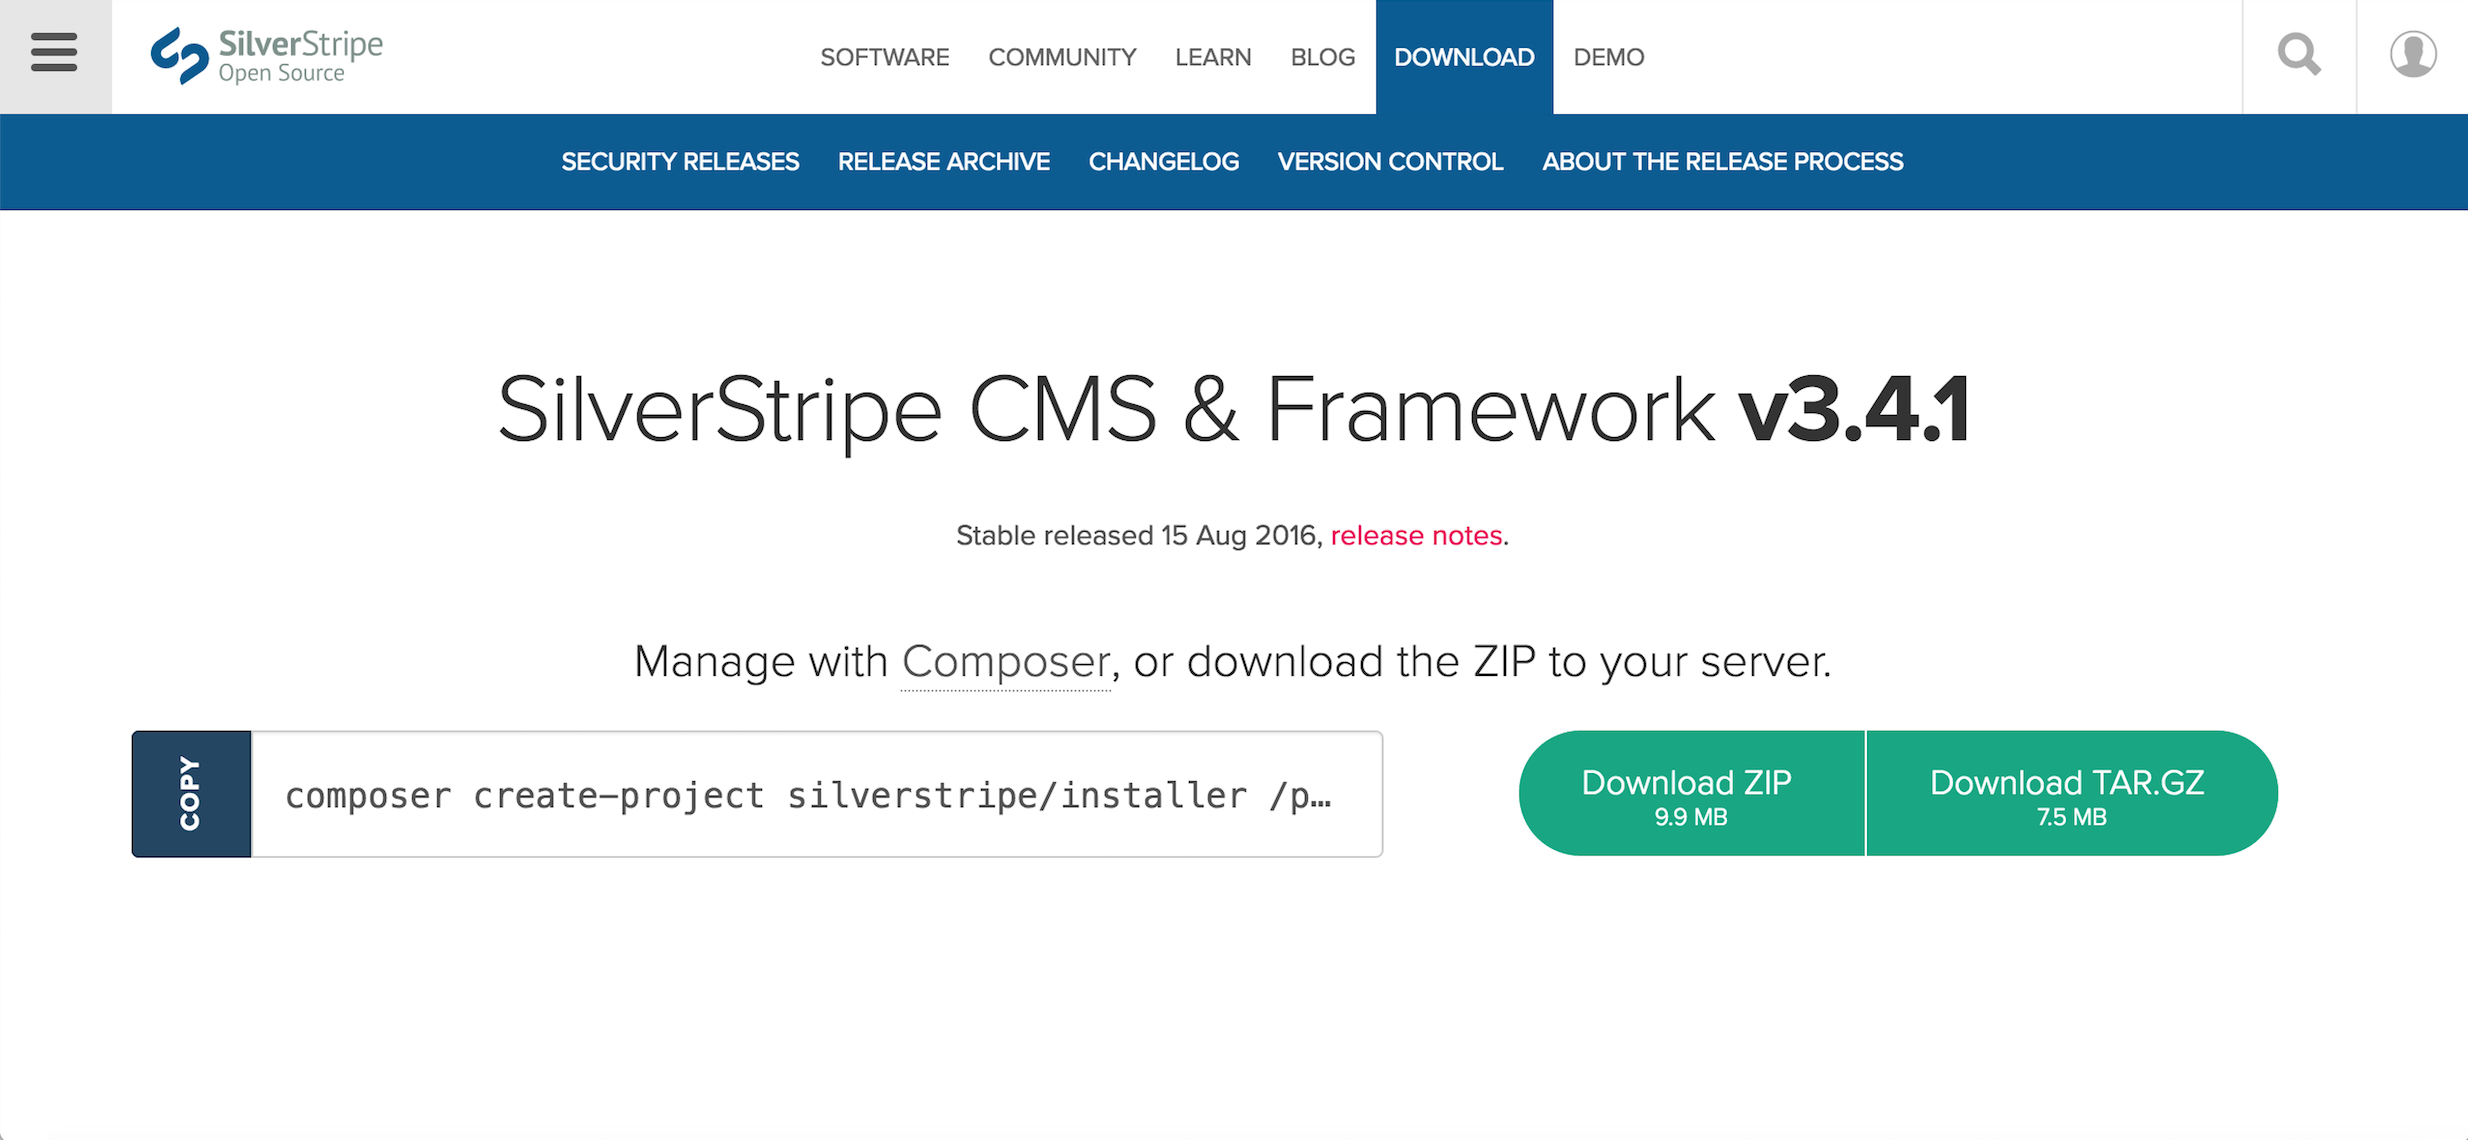 SilverStripe
Open Source
SOFTWARE COMMUNITY LEARN BLOG DOWNLOAD DEMO
SECURITY RELEASES RELEASE ARCHIVE CHANGELOG VERSION CONTROL ABOUT THE RELEASE PROCESS
SilverStripe CMS & Framework v3.4.1
Stable released 15 Aug 2016, release notes.
Manage with Composer, or download the ZIP to your server.
COPY
composer create-project silverstripe/installer /p…
Download ZIP
9.9 MB
Download TAR.GZ
7.5 MB